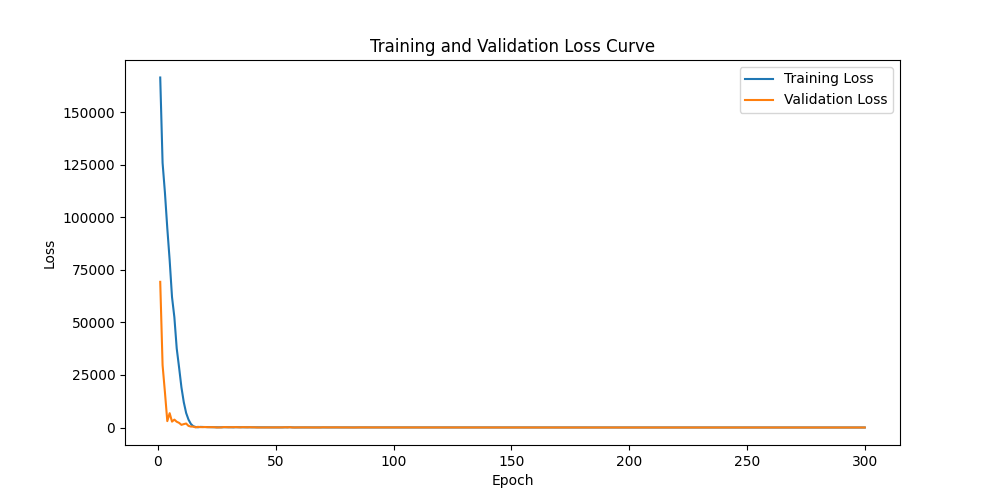 Training and Validation Loss Curve
Training Loss
Validation Loss
150000
125000
100000
75000
50000
25000
0
Loss
0 50 100 150 200 250 300
Epoch